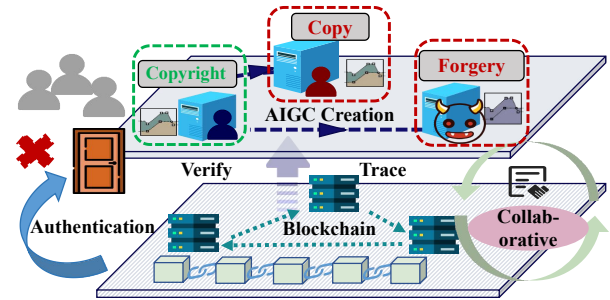 Copy
Copyright
Forgery
AIGC Creation
Verify
Trace
Authentication
Blockchain
Collab-
orative